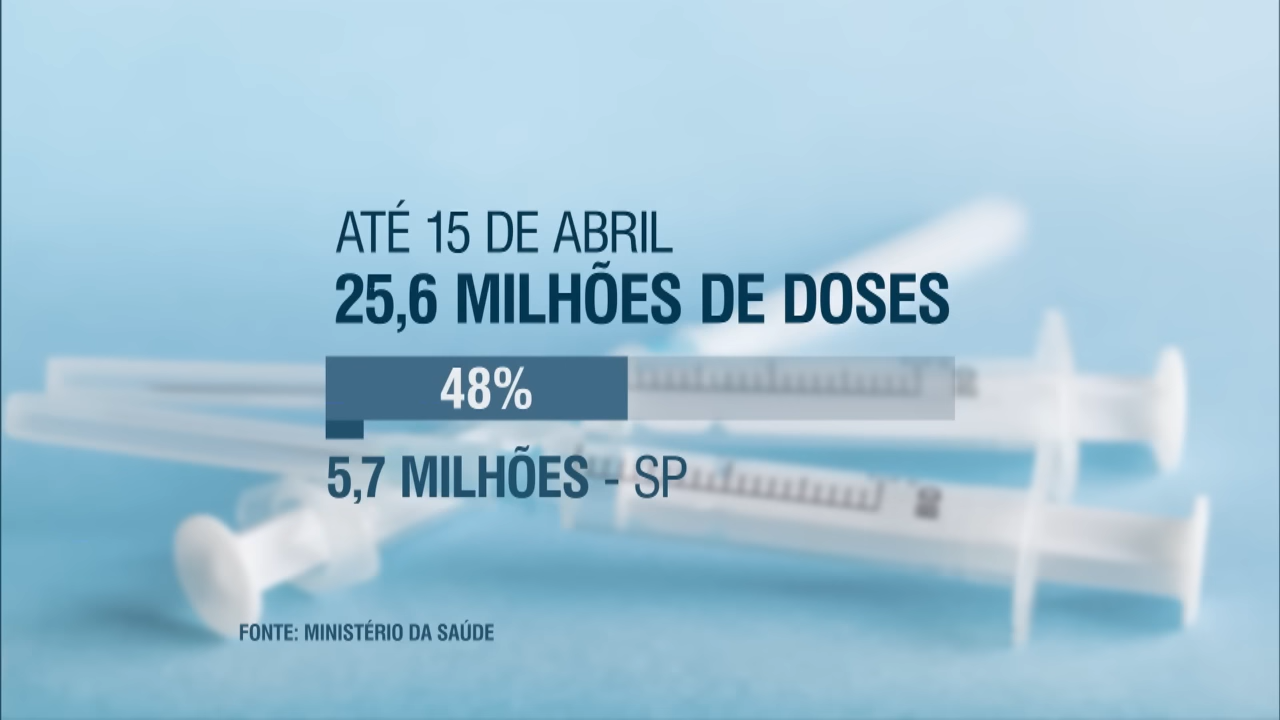 ATÉ 15 DE ABRIL
25,6 MILHÕES DE DOSES
48%
5,7 MILHÕES - SP
FONTE: MINISTÉRIO DA SAÚDE